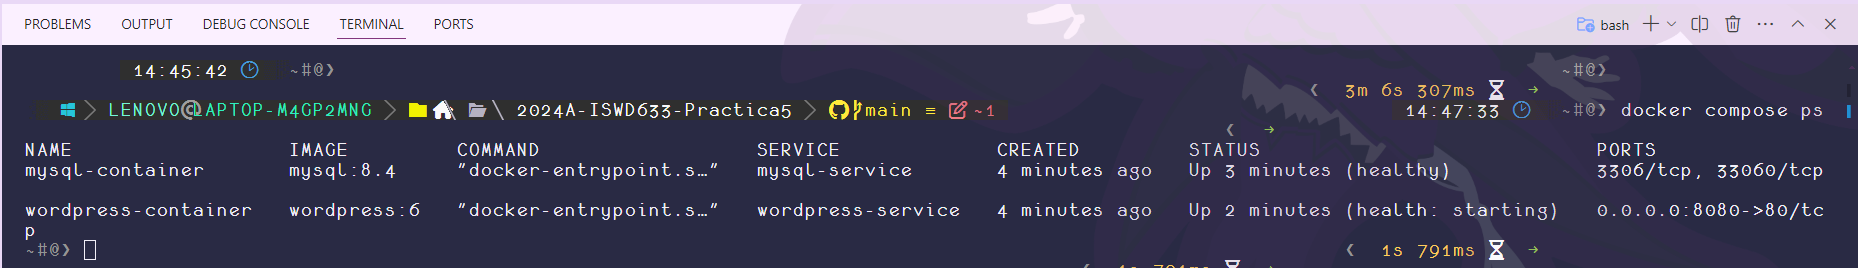 PROBLEMS OUTPUT DEBUG CONSOLE TERMINAL PORTS bash
14:45:42 ~#@❯ ~#@❯
❮ 3m 6s 307ms →
LENOVO@LAPTOP-M4GP2MNG \ 2024A-ISWD633-Practica5 main ≡ ~1 14:47:33 ~#@❯ docker compose ps
❮ →
NAME IMAGE COMMAND SERVICE CREATED STATUS PORTS
mysql-container mysql:8.4 "docker-entrypoint.s…" mysql-service 4 minutes ago Up 3 minutes (healthy) 3306/tcp, 33060/tcp
wordpress-container wordpress:6 "docker-entrypoint.s…" wordpress-service 4 minutes ago Up 2 minutes (health: starting) 0.0.0.0:8080->80/tc
p
~#@❯ ❮ 1s 791ms →
❮ 1s 791ms →